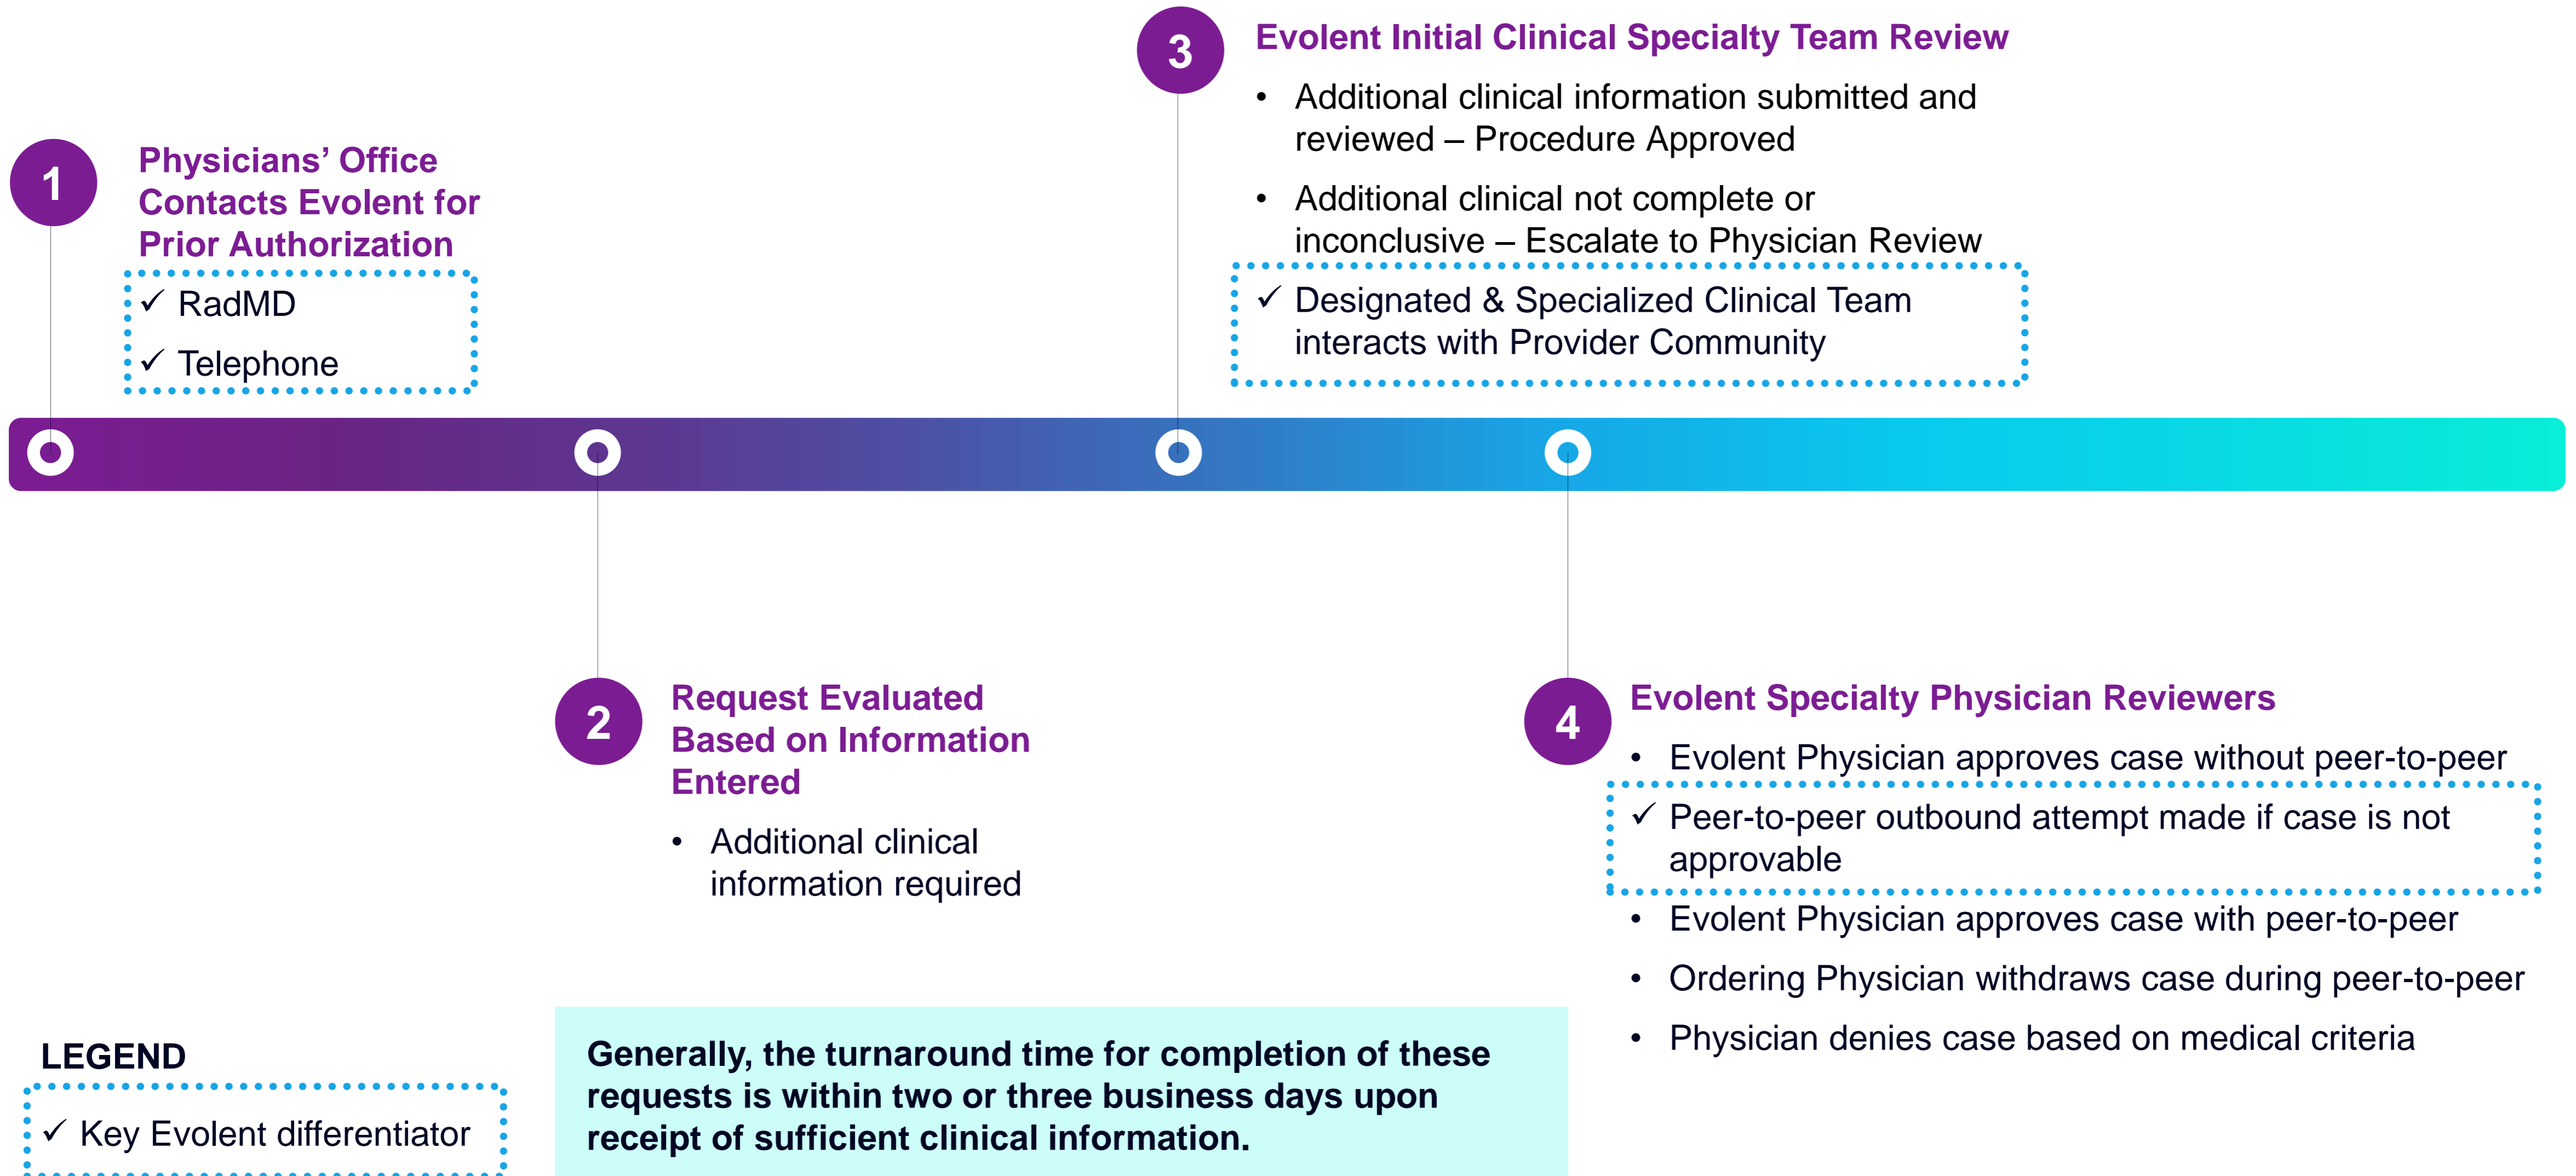 1
Physicians’ Office
Contacts Evolent for
Prior Authorization
✓ RadMD
✓ Telephone
2
Request Evaluated
Based on Information
Entered
• Additional clinical
information required
3
Evolent Initial Clinical Specialty Team Review
• Additional clinical information submitted and
reviewed – Procedure Approved
• Additional clinical not complete or
inconclusive – Escalate to Physician Review
✓ Designated & Specialized Clinical Team
interacts with Provider Community
4
Evolent Specialty Physician Reviewers
• Evolent Physician approves case without peer-to-peer
✓ Peer-to-peer outbound attempt made if case is not
approvable
• Evolent Physician approves case with peer-to-peer
• Ordering Physician withdraws case during peer-to-peer
• Physician denies case based on medical criteria
LEGEND
✓ Key Evolent differentiator
Generally, the turnaround time for completion of these
requests is within two or three business days upon
receipt of sufficient clinical information.